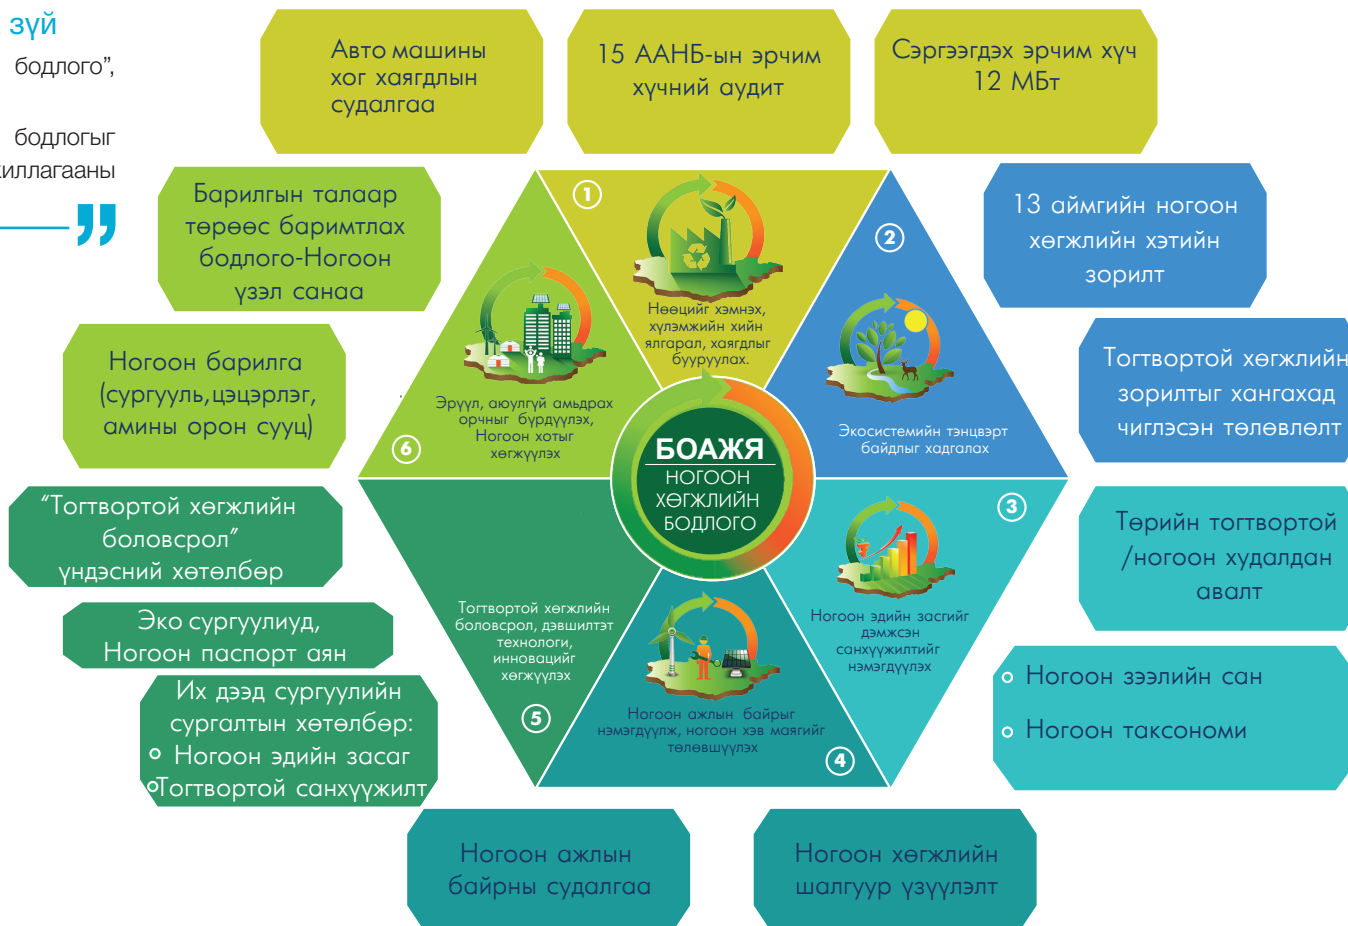 зүй
бодлого”,
бодлогыг
киллагааны
Авто машины
хог хаягдлын
судалгаа
15 ААНБ-ын эрчим
хүчний аудит
Сэргээгдэх эрчим хүч
12 МВт
Барилгын талаар
төрөөс баримтлах
бодлого-Ногоон
үзэл санаа
13 аймгийн ногоон
хөгжлийн хэтийн
зорилт
Ногоон барилга
(сургууль,цэцэрлэг,
амины орон сууц)
Тогтвортой хөгжлийн
зорилтыг хангахад
чиглэсэн төлөвлөлт
“Тогтвортой хөгжлийн
боловсрол”
үндэсний хөтөлбөр
Төрийн тогтвортой
/ногоон худалдан
авалт
Эко сургуулиуд,
Ногоон паспорт аян
Ногоон зээлийн сан
Ногоон таксономи
Их дээд сургуулийн
сургалтын хөтөлбөр:
Ногоон эдийн засаг
Тогтвортой санхүүжилт
Ногоон ажлын
байрны судалгаа
Ногоон хөгжлийн
шалгуур үзүүлэлт
1
Нөөцийг хэмнэх,
хүлэмжийн хийн
ялгарал, хаягдлыг
бууруулах.
2
Экосистемийн тэнцвэрт
байдлыг хадгалах
3
Ногоон эдийн засгийг
дэмжсэн
санхүүжилтийг
нэмэгдүүлэх
4
Ногоон ажлын байрыг
нэмэгдүүлж, ногоон хэв маягийг
төлөвшүүлэх
5
Тогтвортой хөгжлийн
боловсрол, дэвшилтэт
технологи,
инновацийг
хөгжүүлэх
6
Эрүүл, аюулгүй амьдрах
орчныг бүрдүүлэх,
Ногоон хотыг
хөгжүүлэх
БОАЖЯ
НОГООН
ХӨГЖЛИЙН
БОДЛОГО